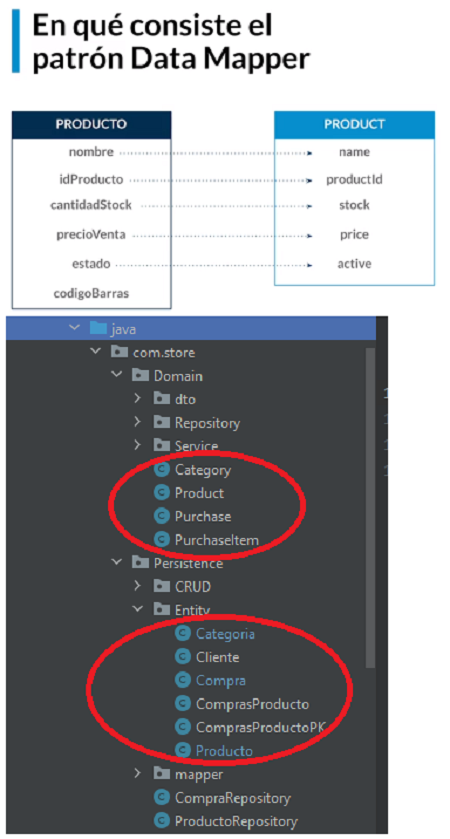 En qué consiste el
patrón Data Mapper
PRODUCTO
nombre
idProducto
cantidadStock
precioVenta
estado
codigoBarras
PRODUCT
name
productId
stock
price
active
java
com.store
Domain
dto
Repository
Service
Category
Product
Purchase
PurchaseItem
Persistence
CRUD
Entity
Categoria
Cliente
Compra
ComprasProducto
ComprasProductoPK
Producto
mapper
CompraRepository
ProductoRepository